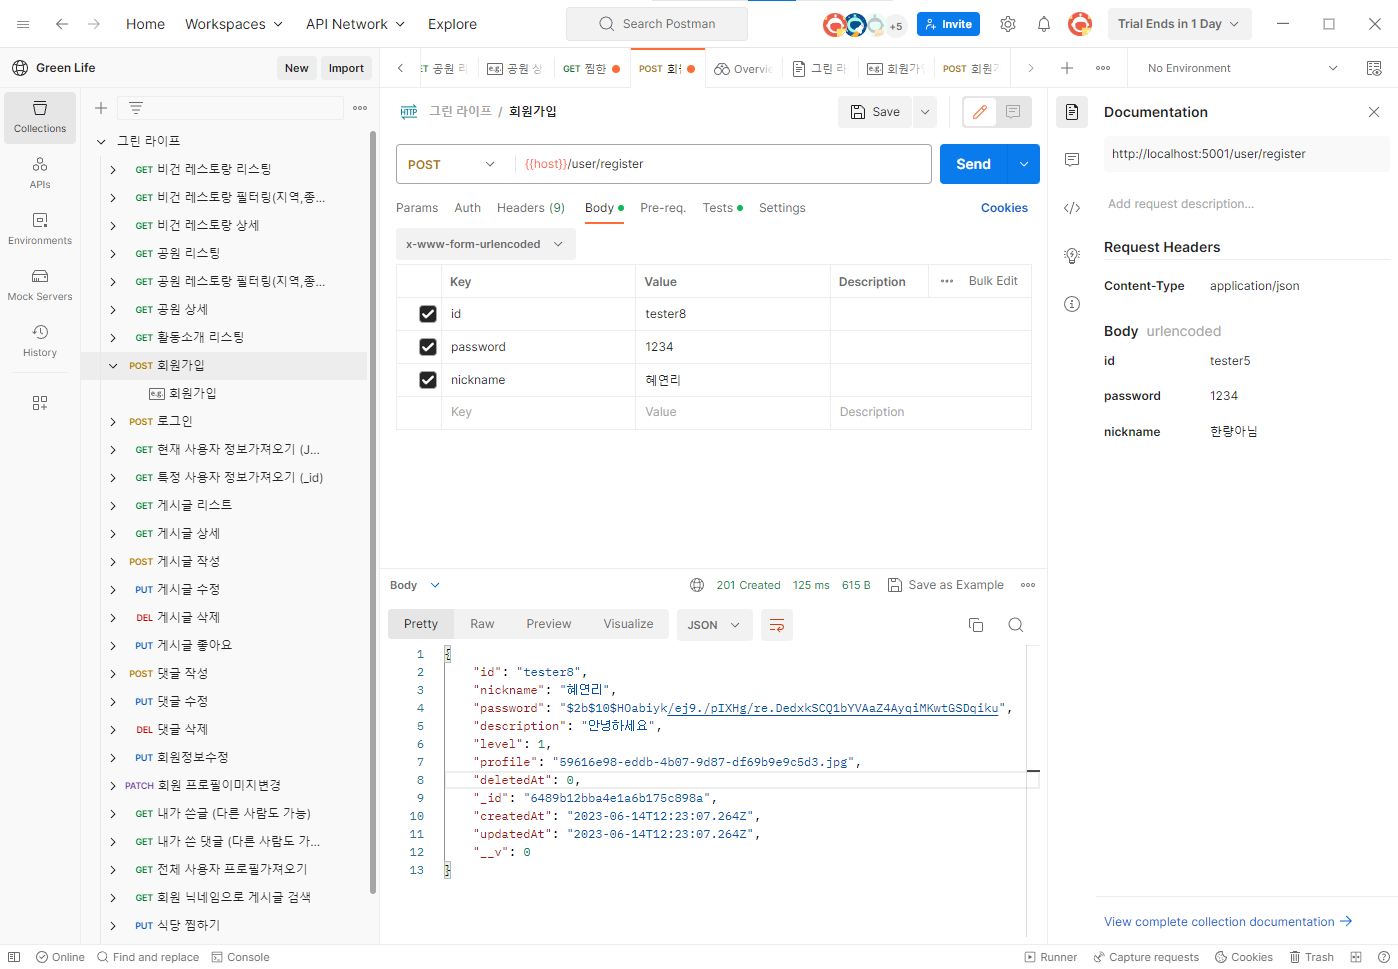 Home
Workspaces
API Network
Explore
Search Postman
+5
Invite
Trial Ends in 1 Day
Green Life
New
Import
GET 공원 리
e.g. 공원 상
GET 찜한
POST 회원
Overvie
그린 라
e.g. 회원가
POST 회원가
No Environment
Collections
APIs
Environments
Mock Servers
History
그린 라이프
GET 비건 레스토랑 리스팅
GET 비건 레스토랑 필터링(지역,종...
GET 비건 레스토랑 상세
GET 공원 리스팅
GET 공원 레스토랑 필터링(지역,종...
GET 공원 상세
GET 활동소개 리스팅
POST 회원가입
e.g. 회원가입
POST 로그인
GET 현재 사용자 정보가져오기 (J...
GET 특정 사용자 정보가져오기 (_id)
GET 게시글 리스트
GET 게시글 상세
POST 게시글 작성
PUT 게시글 수정
DEL 게시글 삭제
PUT 게시글 좋아요
POST 댓글 작성
PUT 댓글 수정
DEL 댓글 삭제
PUT 회원정보수정
PATCH 회원 프로필이미지변경
GET 내가 쓴글 (다른 사람도 가능)
GET 내가 쓴 댓글 (다른 사람도 가...
GET 전체 사용자 프로필가져오기
GET 회원 닉네임으로 게시글 검색
PUT 식당 찜하기
HTTP 그린 라이프 / 회원가입
Save
POST {{host}}/user/register
Send
Params Auth Headers (9) Body Pre-req. Tests Settings
Cookies
x-www-form-urlencoded
Key Value Description ••• Bulk Edit
id tester8
password 1234
nickname 혜연리
Key Value Description
Body
201 Created 125 ms 615 B
Save as Example
Pretty Raw Preview Visualize
JSON
1 {
2 "id": "tester8",
3 "nickname": "혜연리",
4 "password": "$2b$10$HOabiyk/ej9./pIXHg/re.DedxkSCQ1bYVAaZ4AyqiMKwtGSDqiku",
5 "description": "안녕하세요",
6 "level": 1,
7 "profile": "59616e98-eddb-4b07-9d87-df69b9e9c5d3.jpg",
8 "deletedAt": 0,
9 "_id": "6489b12bba4e1a6b175c898a",
10 "createdAt": "2023-06-14T12:23:07.264Z",
11 "updatedAt": "2023-06-14T12:23:07.264Z",
12 "__v": 0
13 }
Documentation
http://localhost:5001/user/register
Add request description...
Request Headers
Content-Type application/json
Body urlencoded
id tester5
password 1234
nickname 한량아님
View complete collection documentation
Online
Find and replace
Console
Runner
Capture requests
Cookies
Trash